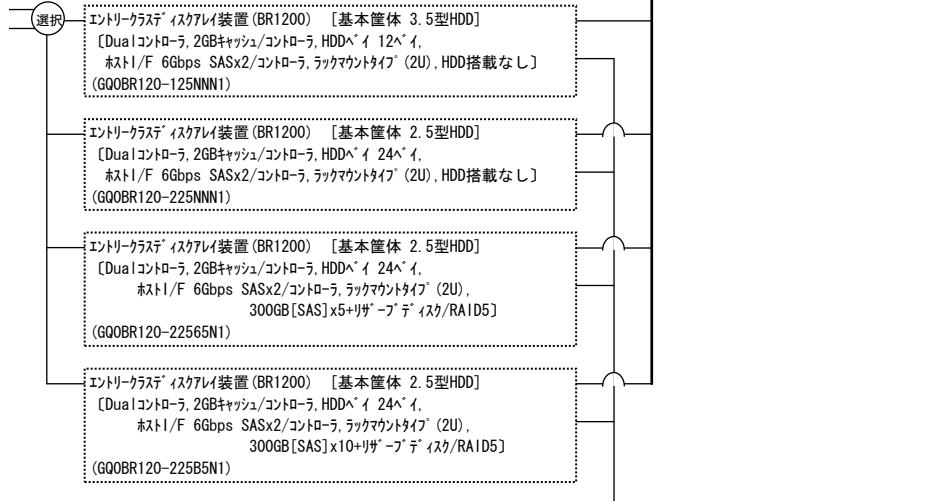 選択
エントリークラスディスクアレイ装置(BR1200) [基本筐体 3.5型HDD]
〔Dualコントローラ,2GBキャッシュ/コントローラ,HDDベイ 12ベイ,
ホストI/F 6Gbps SASx2/コントローラ,ラックマウントタイプ(2U),HDD搭載なし〕
(GQ0BR120-125NNN1)
エントリークラスディスクアレイ装置(BR1200) [基本筐体 2.5型HDD]
〔Dualコントローラ,2GBキャッシュ/コントローラ,HDDベイ 24ベイ,
ホストI/F 6Gbps SASx2/コントローラ,ラックマウントタイプ(2U),HDD搭載なし〕
(GQ0BR120-225NNN1)
エントリークラスディスクアレイ装置(BR1200) [基本筐体 2.5型HDD]
〔Dualコントローラ,2GBキャッシュ/コントローラ,HDDベイ 24ベイ,
ホストI/F 6Gbps SASx2/コントローラ,ラックマウントタイプ(2U),
300GB[SAS]x5+リザーブディスク/RAID5〕
(GQ0BR120-22565N1)
エントリークラスディスクアレイ装置(BR1200) [基本筐体 2.5型HDD]
〔Dualコントローラ,2GBキャッシュ/コントローラ,HDDベイ 24ベイ,
ホストI/F 6Gbps SASx2/コントローラ,ラックマウントタイプ(2U),
300GB[SAS]x10+リザーブディスク/RAID5〕
(GQ0BR120-225B5N1)